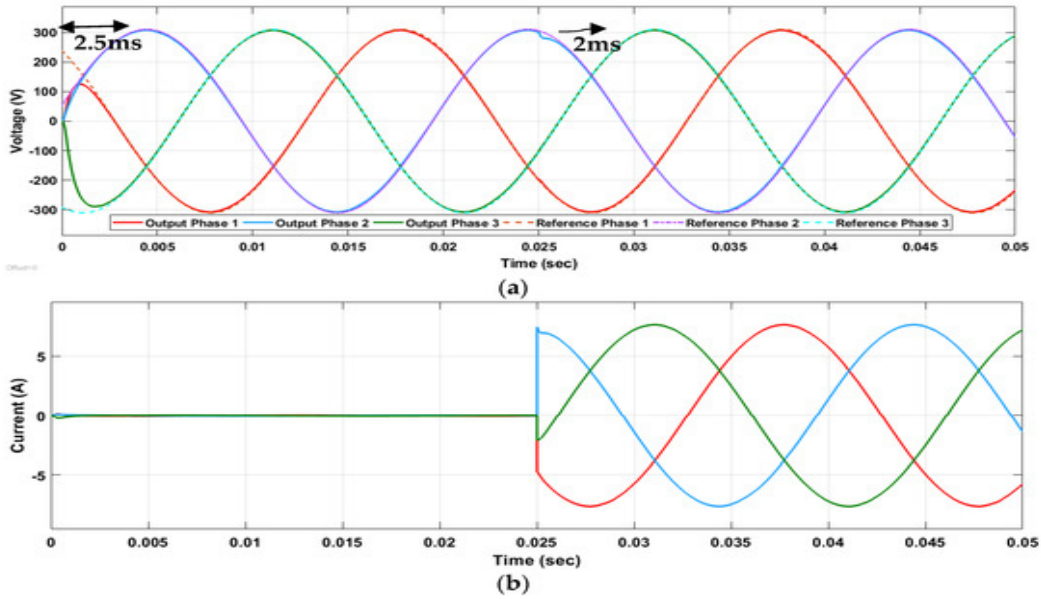 2.5ms
2ms
300
200
100
0
-100
-200
-300
Voltage (V)
Output Phase 1 Output Phase 2 Output Phase 3 Reference Phase 1 Reference Phase 2 Reference Phase 3
0 0.005 0.01 0.015 0.02 0.025 0.03 0.035 0.04 0.045 0.05
Time (sec)
Offset=0
(a)
5
0
-5
Current (A)
0 0.005 0.01 0.015 0.02 0.025 0.03 0.035 0.04 0.045 0.05
Time (sec)
(b)